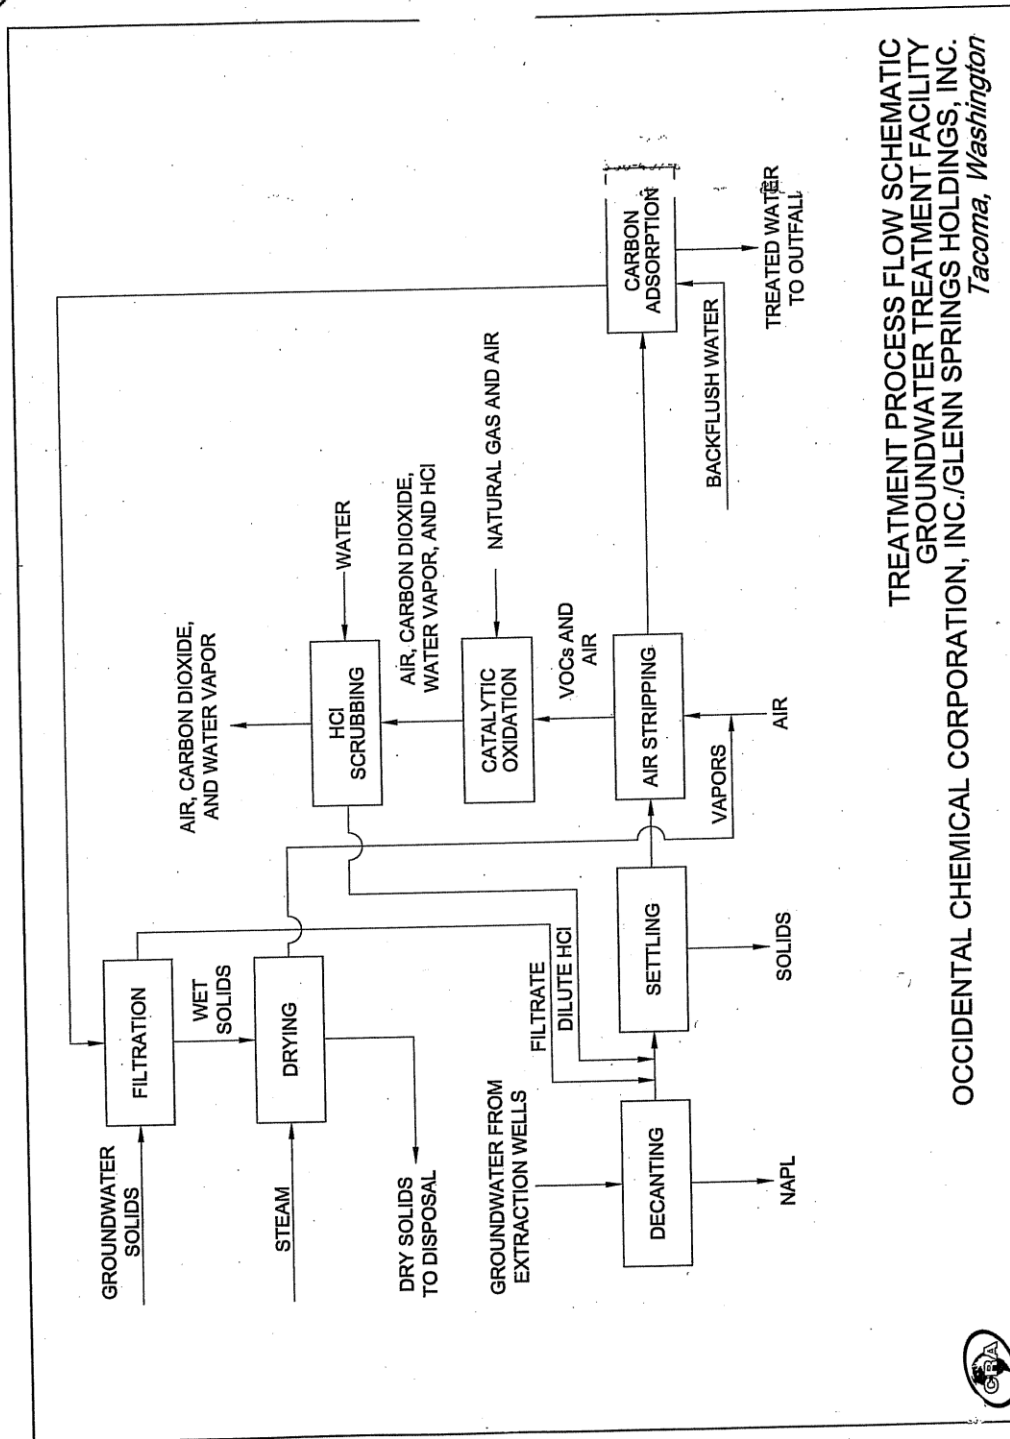 GROUNDWATER
SOLIDS
FILTRATION
WET
SOLIDS
STEAM
DRYING
DRY SOLIDS
TO DISPOSAL
AIR, CARBON DIOXIDE,
AND WATER VAPOR
HCl
SCRUBBING
WATER
AIR, CARBON DIOXIDE,
WATER VAPOR, AND HCl
CATALYTIC
OXIDATION
NATURAL GAS AND AIR
VOCs AND
AIR
GROUNDWATER FROM
EXTRACTION WELLS
FILTRATE
DILUTE HCl
DECANTING
SETTLING
AIR STRIPPING
CARBON
ADSORPTION
VAPORS
BACKFLUSH WATER
NAPL
SOLIDS
AIR
TREATED WATER
TO OUTFALL
TREATMENT PROCESS FLOW SCHEMATIC
GROUNDWATER TREATMENT FACILITY
OCCIDENTAL CHEMICAL CORPORATION, INC./GLENN SPRINGS HOLDINGS, INC.
Tacoma, Washington
CRA